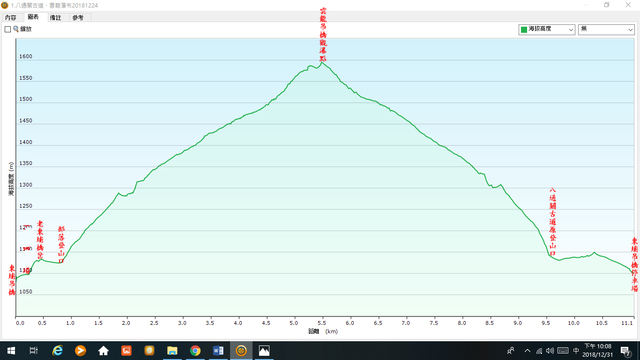 1.八通關古道、雲龍瀑布20181224
內容 圖表 備註 參考
縮放
海拔高度
無
雲龍吊橋觀瀑點
1600
1550
1500
1450
1400
1350
1300
1250
1200
1150
1100
1050
海拔高度 (m)
東埔吊橋
老東埔橋登山口
部落登山口
八通關古道原登山口
東埔吊橋停車場
0.0 0.5 1.0 1.5 2.0 2.5 3.0 3.5 4.0 4.5 5.0 5.5 6.0 6.5 7.0 7.5 8.0 8.5 9.0 9.5 10.0 10.5 11.1
距離 (km)
中
下午 10:08
2018/12/31